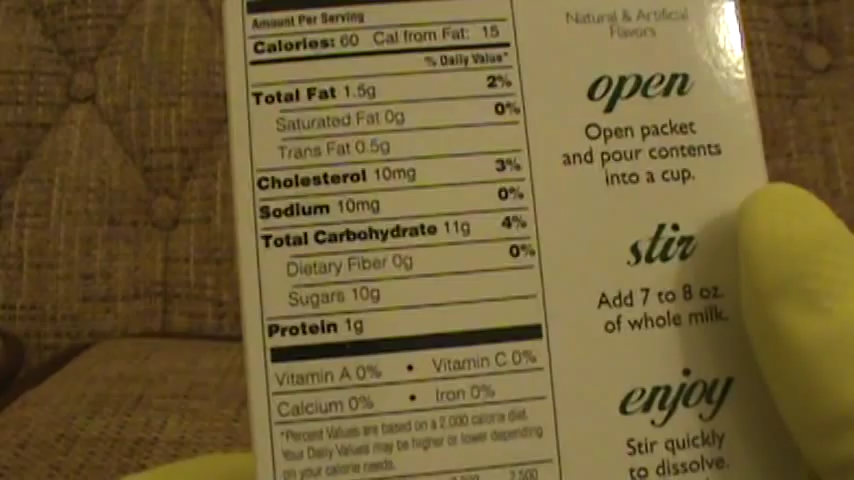 Amount Per Serving
Calories: 60 Cal from Fat: 15
% Daily Value*
Total Fat 1.5g 2%
Saturated Fat 0g 0%
Trans Fat 0.5g
Cholesterol 10mg 3%
Sodium 10mg 0%
Total Carbohydrate 11g 4%
Dietary Fiber 0g 0%
Sugars 10g
Protein 1g
Vitamin A 0% • Vitamin C 0%
Calcium 0% • Iron 0%
*Percent Values are based on a 2,000 calorie diet.
Your Daily Values may be higher or lower depending
on your calorie needs.
2,500
Natural & Artificial
Flavors
open
Open packet
and pour contents
into a cup.
stir
Add 7 to 8 oz.
of whole milk.
enjoy
Stir quickly
to dissolve.